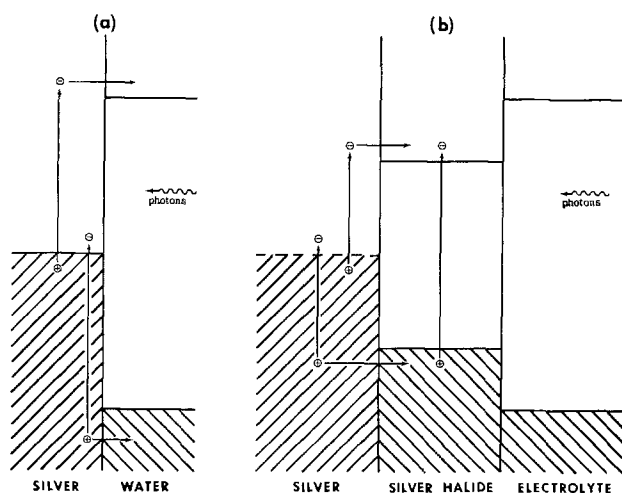 (a)
(b)
photons
photons
SILVER WATER
SILVER SILVER HALIDE ELECTROLYTE